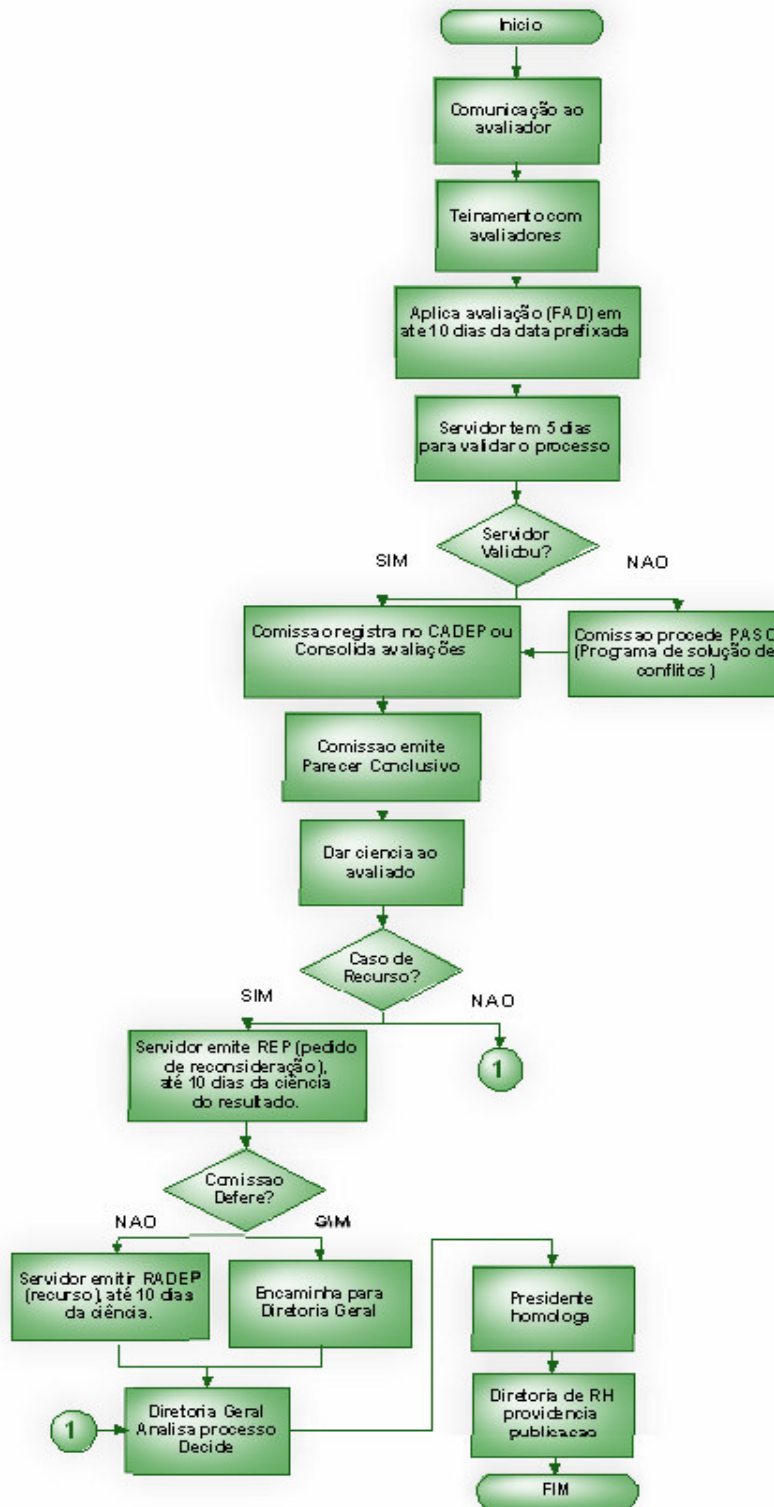 Inicio
Comunicação ao
avaliador
Teinamento com
avaliadores
Aplica avaliação (FAD) em
ate 10 dias da data prefixada
Servidor tem 5 dias
para validar o processo
Servidor
Validou?
SIM
NAO
Comissao registra no CADEP ou
Consolida avaliações
Comissao procede PASC
(Programa de solução de
conflitos)
Comissao emite
Parecer Conclusivo
Dar ciencia ao
avaliado
Caso de
Recurso?
SIM
NAO
Servidor emite REP (pedido
de reconsideração),
até 10 dias da ciência
do resultado.
1
Comissao
Defere?
NAO
SIM
Servidor emitir RADEP
(recurso), até 10 dias
da ciência.
Encaminha para
Diretoria Geral
Presidente
homologa
1
Diretoria Geral
Analisa processo
Decide
Diretoria de RH
providencia
publicacao
FIM